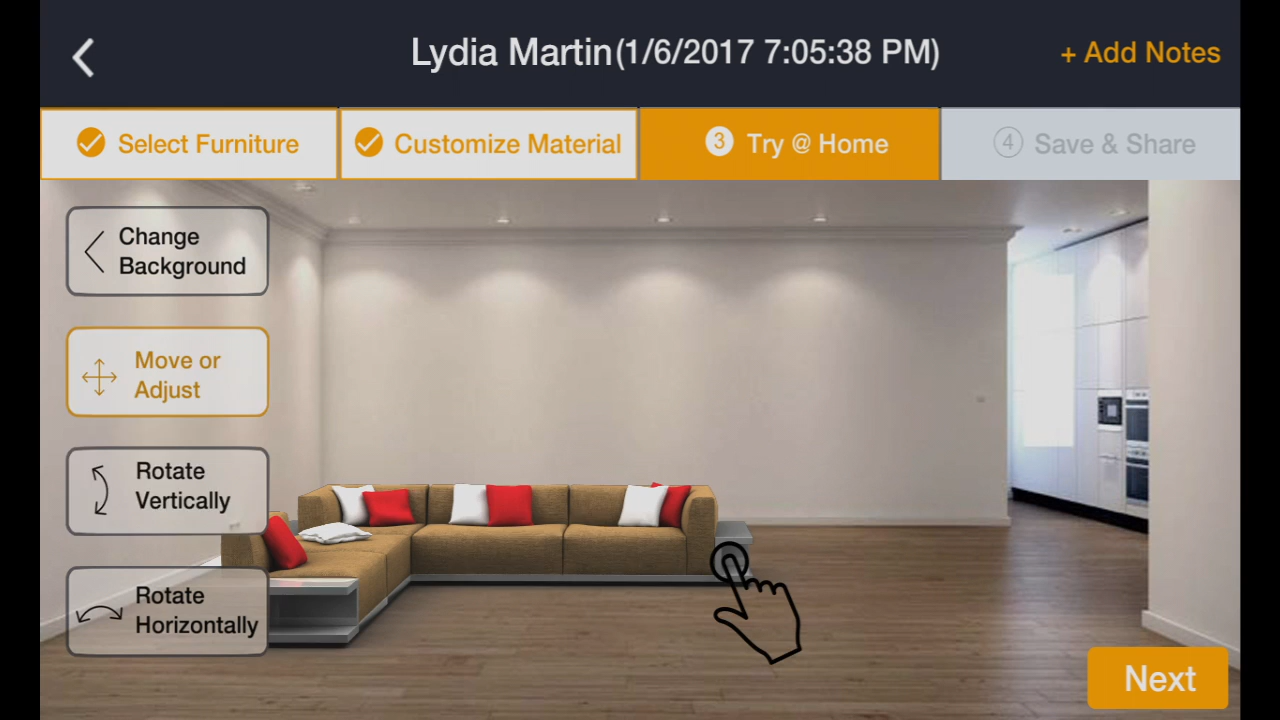 Lydia Martin(1/6/2017 7:05:38 PM)
+ Add Notes
Select Furniture
Customize Material
3 Try @ Home
4 Save & Share
Change
Background
Move or
Adjust
Rotate
Vertically
Rotate
Horizontally
Next